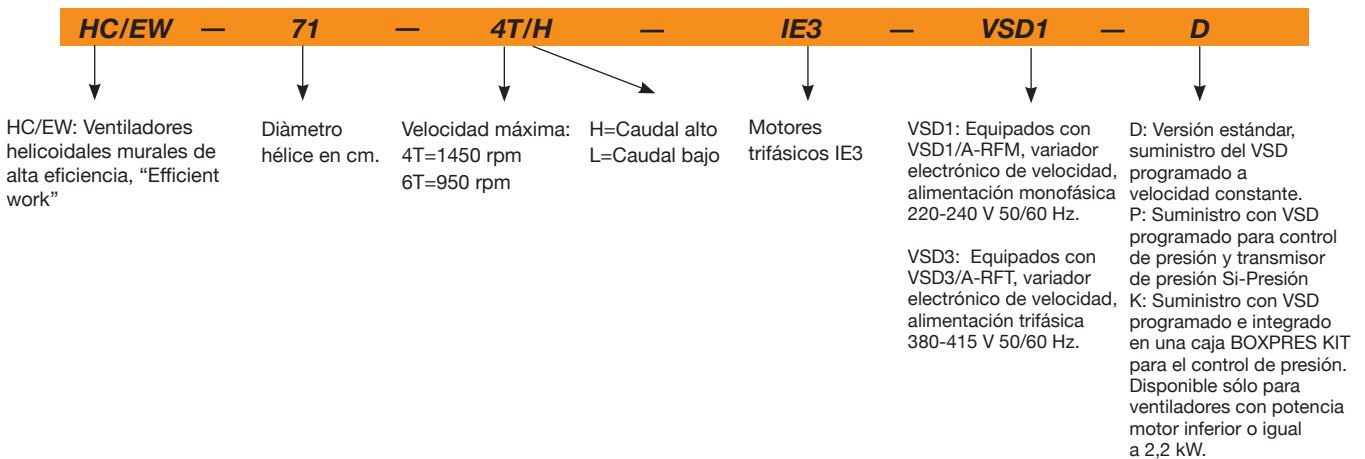 HC/EW — 71 — 4T/H — IE3 — VSD1 — D
HC/EW: Ventiladores
helicoidales murales de
alta eficiencia, “Efficient
work”
Diàmetro
hélice en cm.
Velocidad máxima:
4T=1450 rpm
6T=950 rpm
H=Caudal alto
L=Caudal bajo
Motores
trifásicos IE3
VSD1: Equipados con
VSD1/A-RFM, variador
electrónico de velocidad,
alimentación monofásica
220-240 V 50/60 Hz.
VSD3: Equipados con
VSD3/A-RFT, variador
electrónico de velocidad,
alimentación trifásica
380-415 V 50/60 Hz.
D: Versión estándar,
suministro del VSD
programado a
velocidad constante.
P: Suministro con VSD
programado para control
de presión y transmisor
de presión Si-Presión
K: Suministro con VSD
programado e integrado
en una caja BOXPRES KIT
para el control de presión.
Disponible sólo para
ventiladores con potencia
motor inferior o igual
a 2,2 kW.